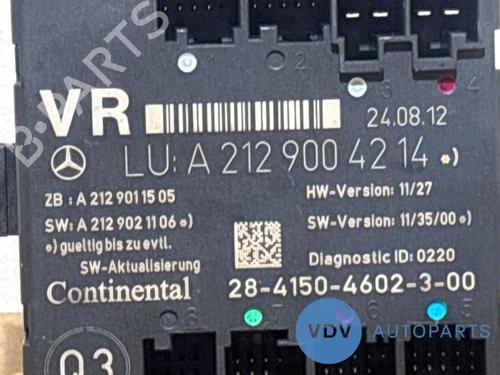 1
2
3
4
VR
24.08.12
LU: A 212 900 42 14 *)
ZB : A 212 901 15 05
HW-Version: 11/27
SW: A 212 902 11 06 *)
SW-Version: 11/35/00 *)
*) gueltig bis zu evtl.
SW-Aktualisierung
Diagnostic ID: 0220
Continental
28-4150-4602-3-00
8
7
6
5
Q3
B-PARTS
VDV AUTOPARTS